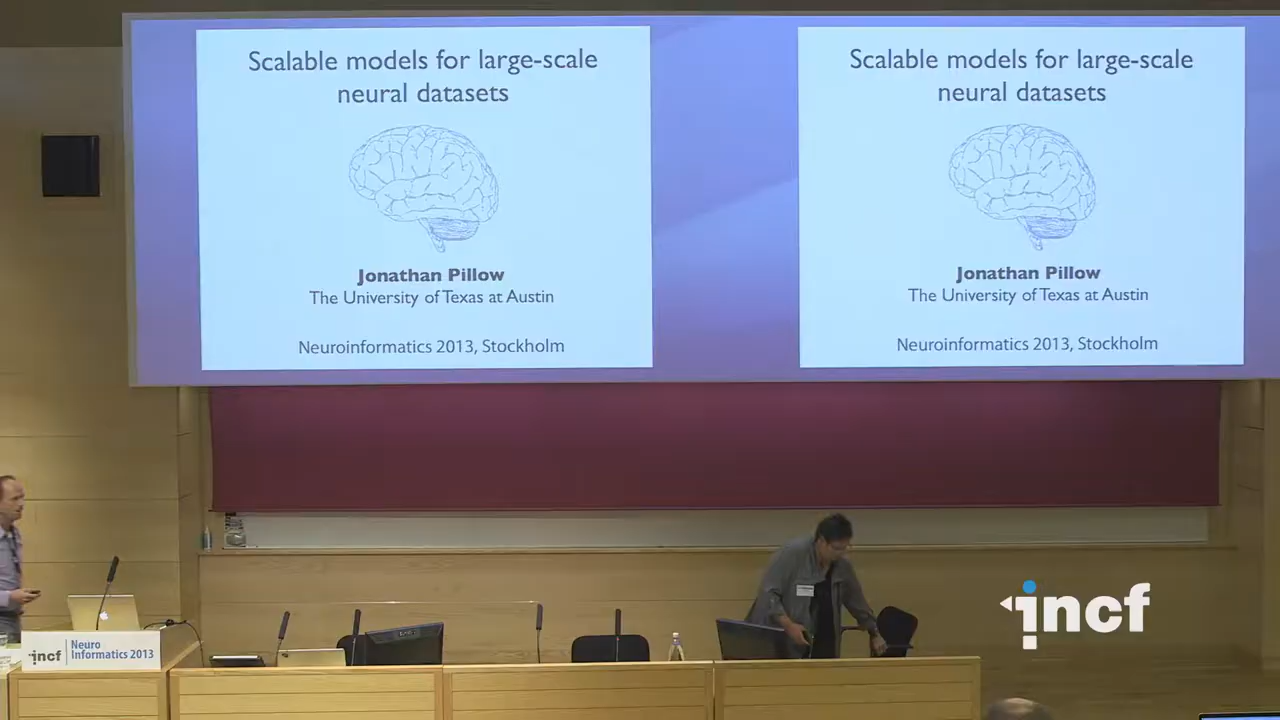 Scalable models for large-scale
neural datasets
Jonathan Pillow
The University of Texas at Austin
Neuroinformatics 2013, Stockholm
Scalable models for large-scale
neural datasets
Jonathan Pillow
The University of Texas at Austin
Neuroinformatics 2013, Stockholm
incf
Neuro
Informatics 2013
incf